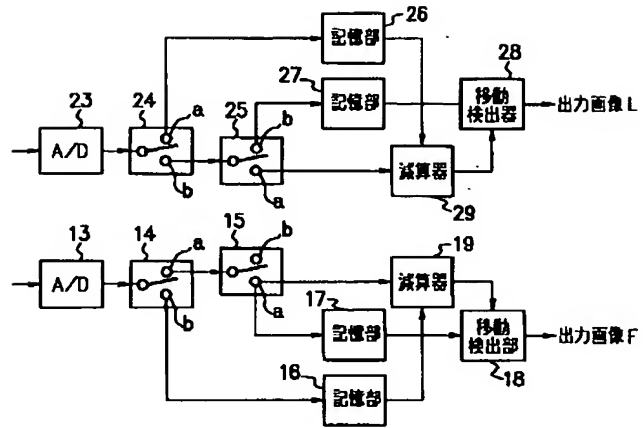 26
記憶部
27
記憶部
28
移動
検出器
出力画像L
23
A/D
24
a
b
25
b
a
減算器
29
13
A/D
14
a
b
15
b
a
19
減算器
17
記憶部
移動
検出部
18
出力画像F
16
記憶部